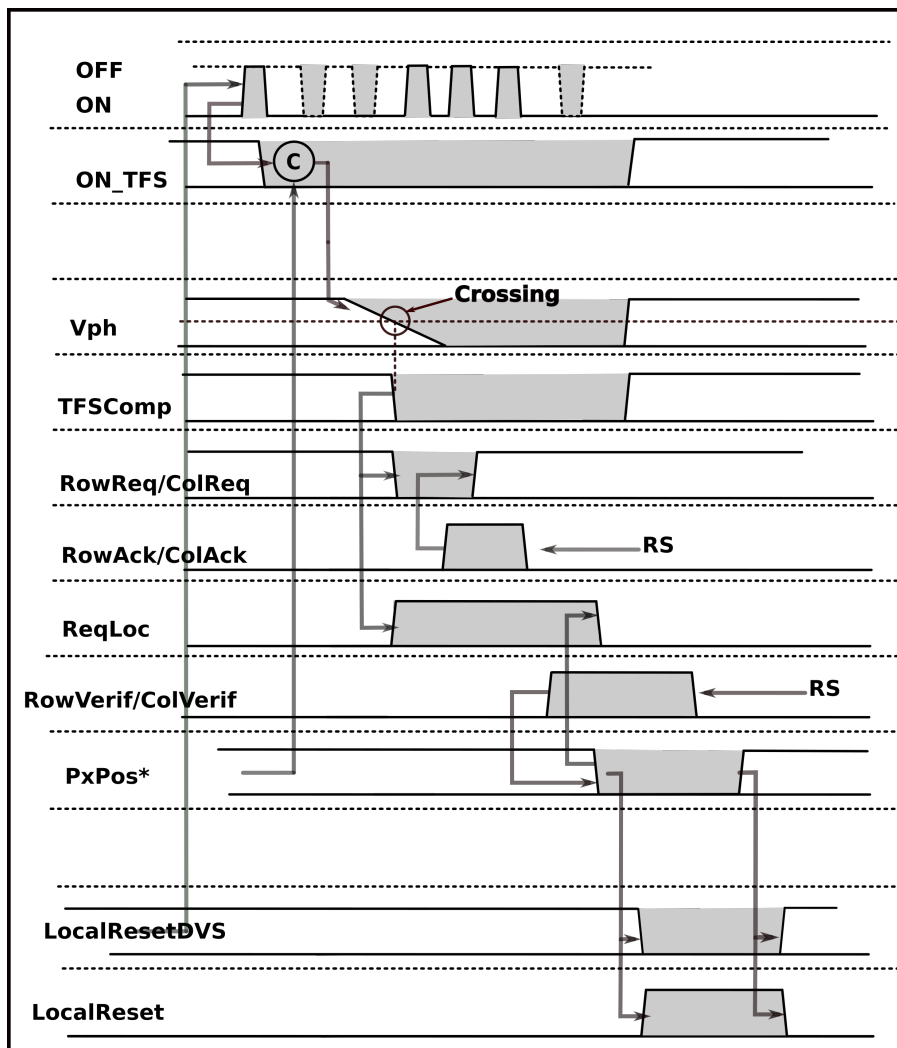 OFF
ON
ON_TFS
C
Crossing
Vph
TFSComp
RowReq/ColReq
RowAck/ColAck
RS
ReqLoc
RowVerif/ColVerif
RS
PxPos*
LocalResetDVS
LocalReset